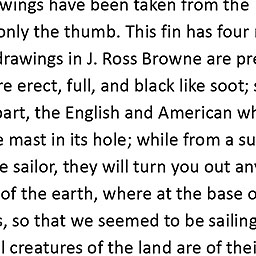 wings have been taken from the
only the thumb. This fin has four
drawings in J. Ross Browne are pr
re erect, full, and black like soot;
part, the English and American wh
e mast in its hole; while from a su
e sailor, they will turn you out an
of the earth, where at the base o
s, so that we seemed to be sailing
l creatures of the land are of thei